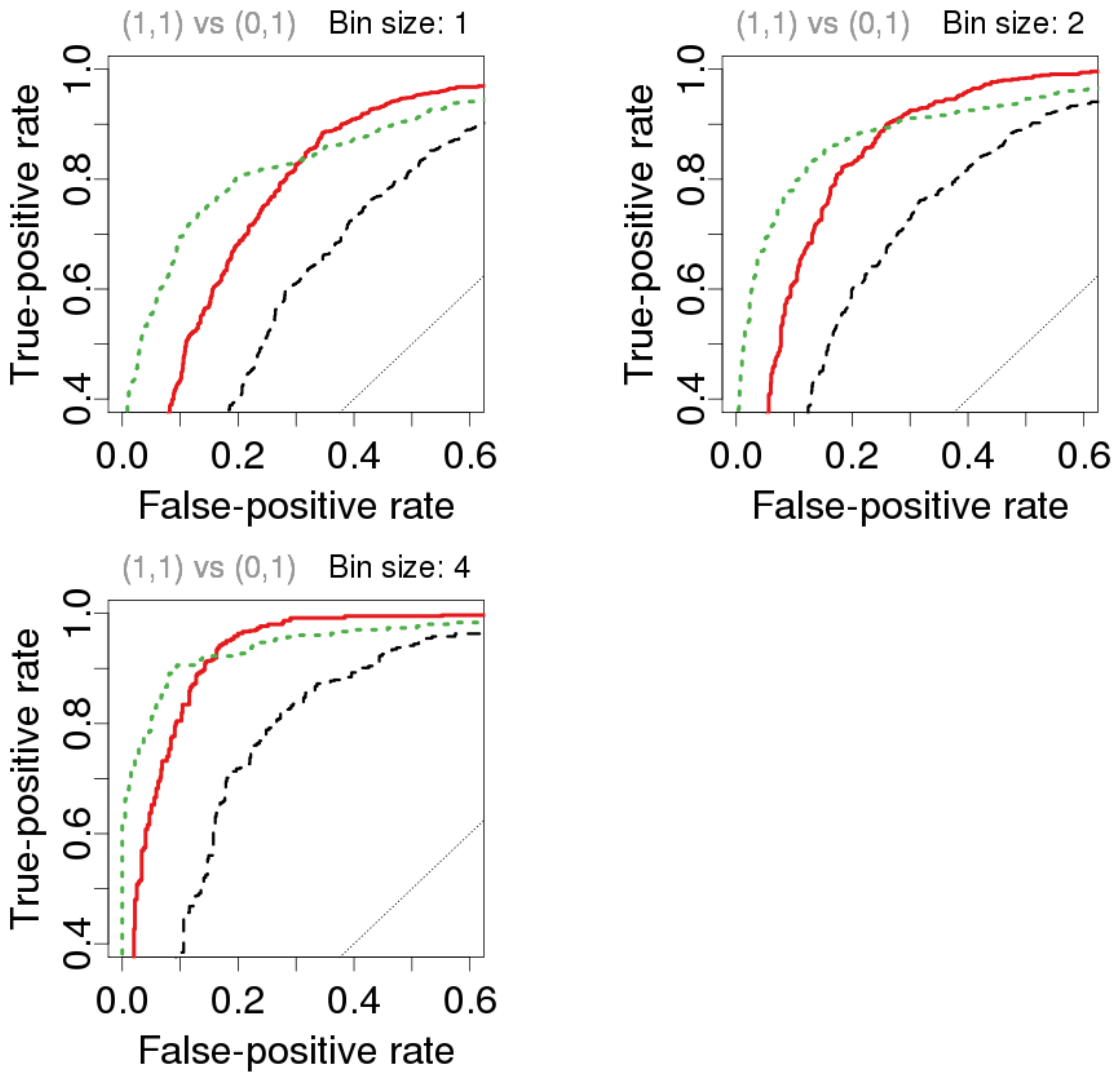 (1,1) vs (0,1) Bin size: 1
True-positive rate
1.0
0.8
0.6
0.4
0.0 0.2 0.4 0.6
False-positive rate
(1,1) vs (0,1) Bin size: 2
True-positive rate
1.0
0.8
0.6
0.4
0.0 0.2 0.4 0.6
False-positive rate
(1,1) vs (0,1) Bin size: 4
True-positive rate
1.0
0.8
0.6
0.4
0.0 0.2 0.4 0.6
False-positive rate